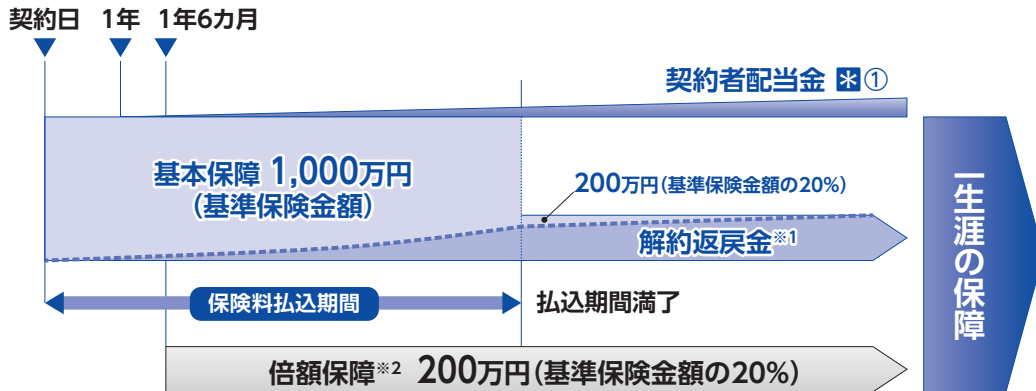 契約日 1年 1年6カ月
契約者配当金 ＊①
基本保障 1,000万円
(基準保険金額)
200万円(基準保険金額の20%)
解約返戻金※1
保険料払込期間
払込期間満了
倍額保障※2 200万円(基準保険金額の20%)
一生涯の保障